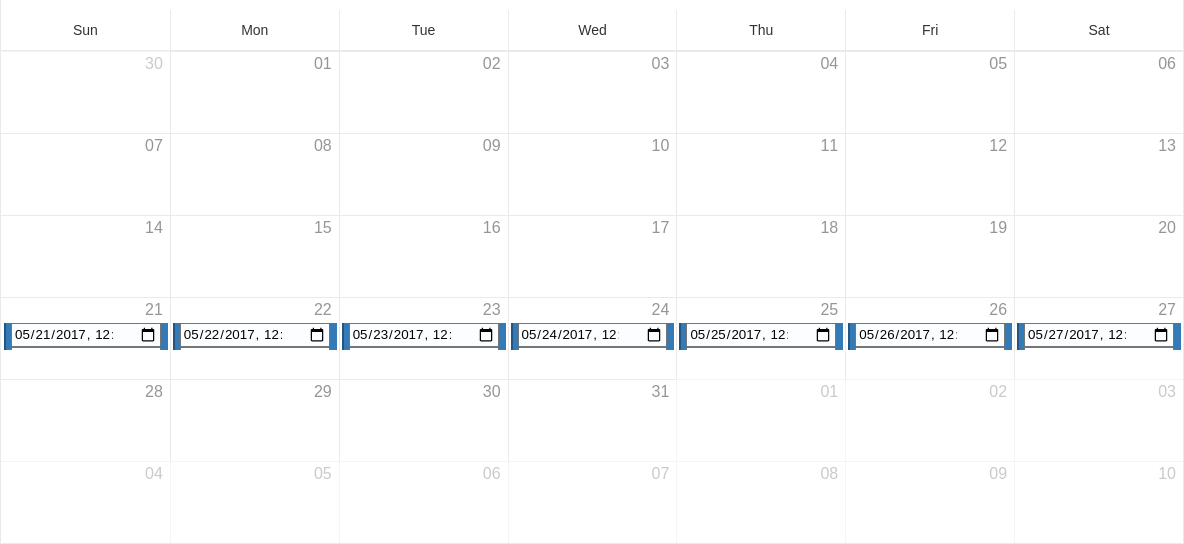 Sun Mon Tue Wed Thu Fri Sat
30 01 02 03 04 05 06
07 08 09 10 11 12 13
14 15 16 17 18 19 20
21 22 23 24 25 26 27
05/21/2017, 12: 05/22/2017, 12: 05/23/2017, 12: 05/24/2017, 12: 05/25/2017, 12: 05/26/2017, 12: 05/27/2017, 12:
28 29 30 31 01 02 03
04 05 06 07 08 09 10